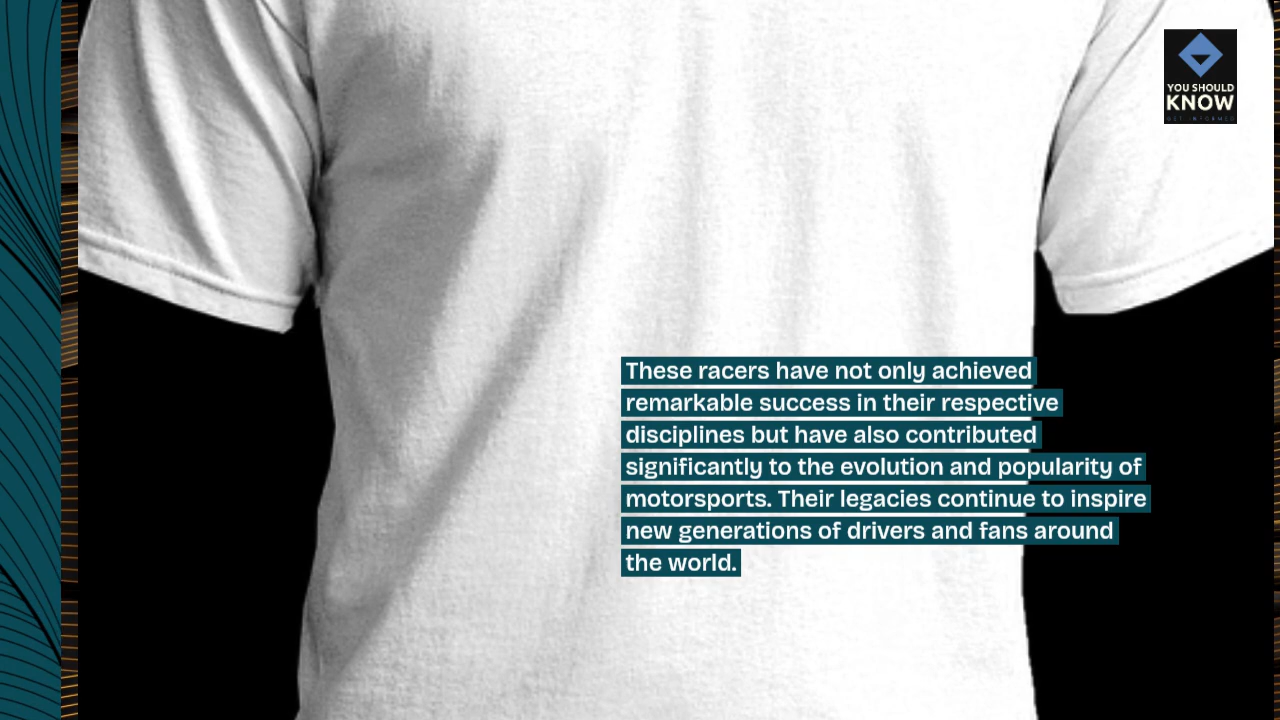 YOU SHOULD
KNOW
GET INFORMED
These racers have not only achieved
remarkable success in their respective
disciplines but have also contributed
significantly to the evolution and popularity of
motorsports. Their legacies continue to inspire
new generations of drivers and fans around
the world.